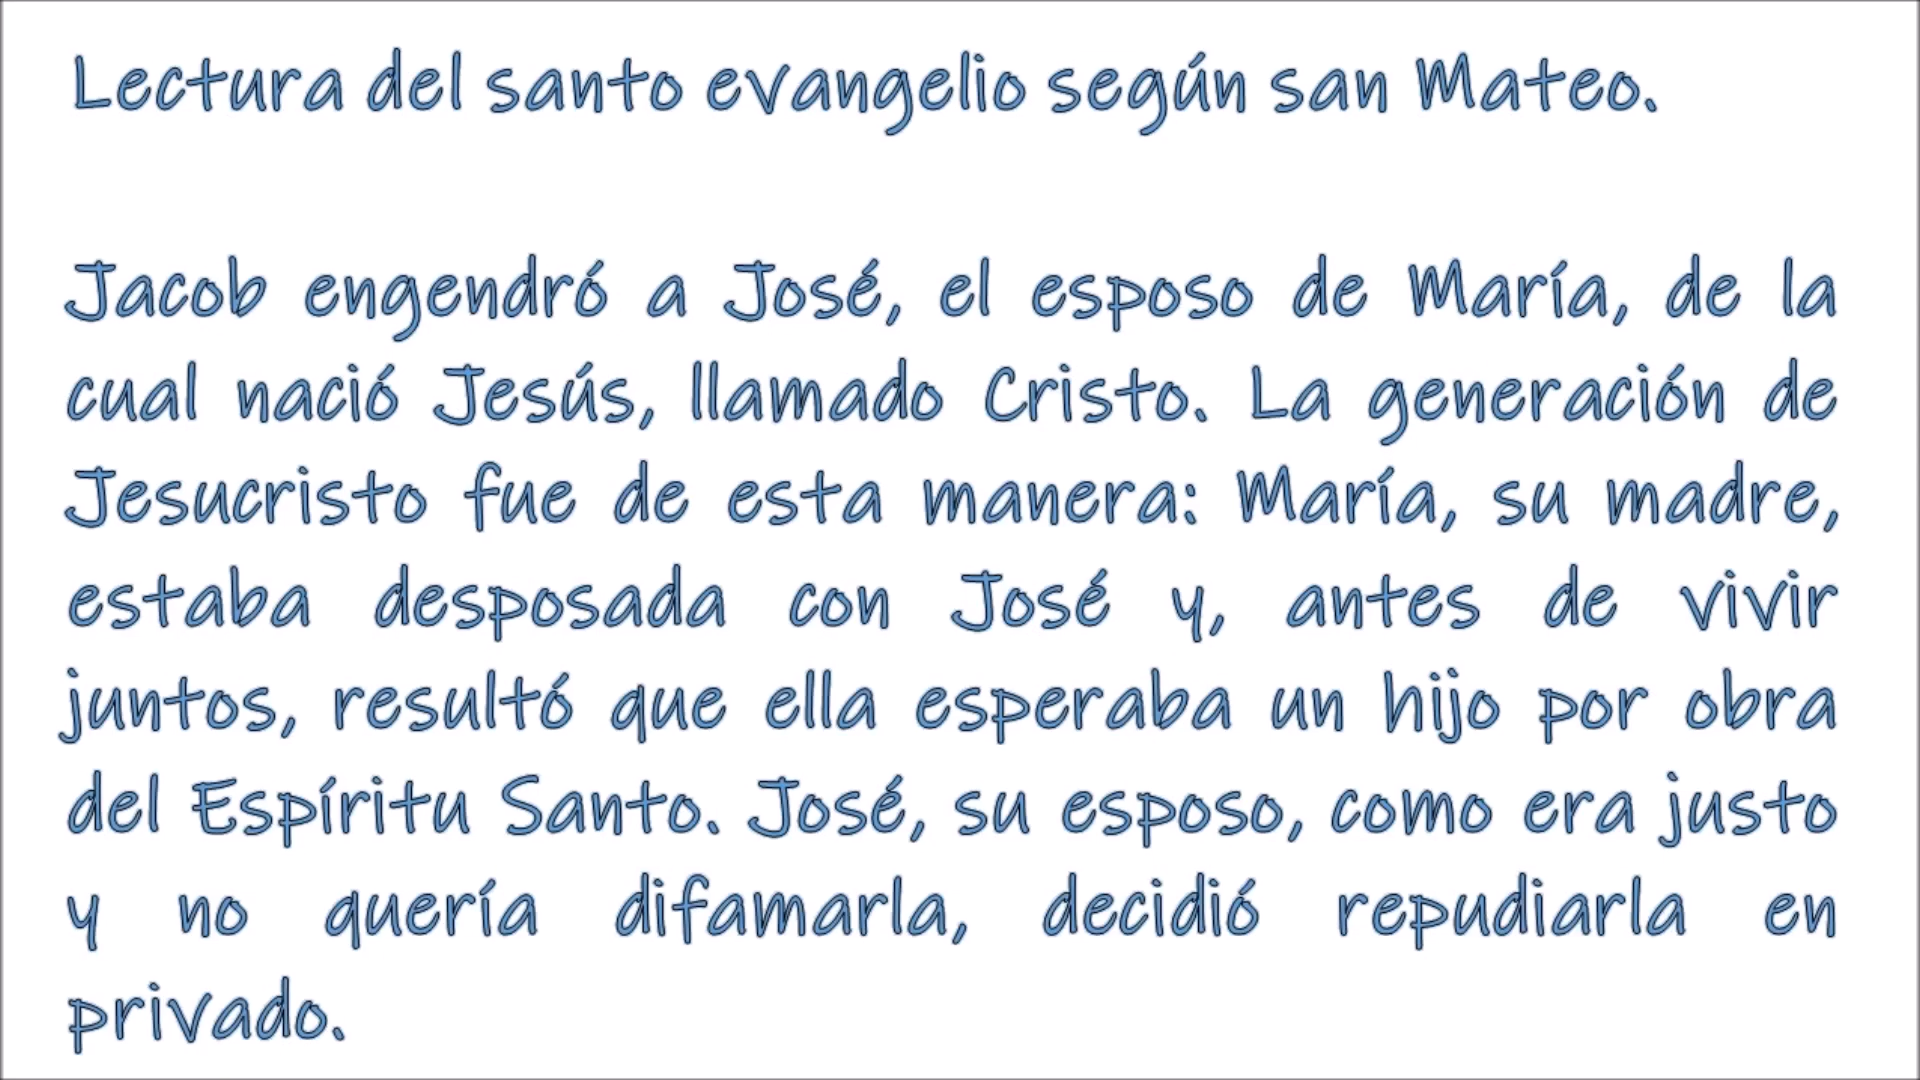 Lectura del santo evangelio según san Mateo.
Jacob engendró a José, el esposo de María, de la
cual nació Jesús, llamado Cristo. La generación de
Jesucristo fue de esta manera: María, su madre,
estaba desposada con José y, antes de vivir
juntos, resultó que ella esperaba un hijo por obra
del Espíritu Santo. José, su esposo, como era justo
y no quería difamarla, decidió repudiarla en
privado.